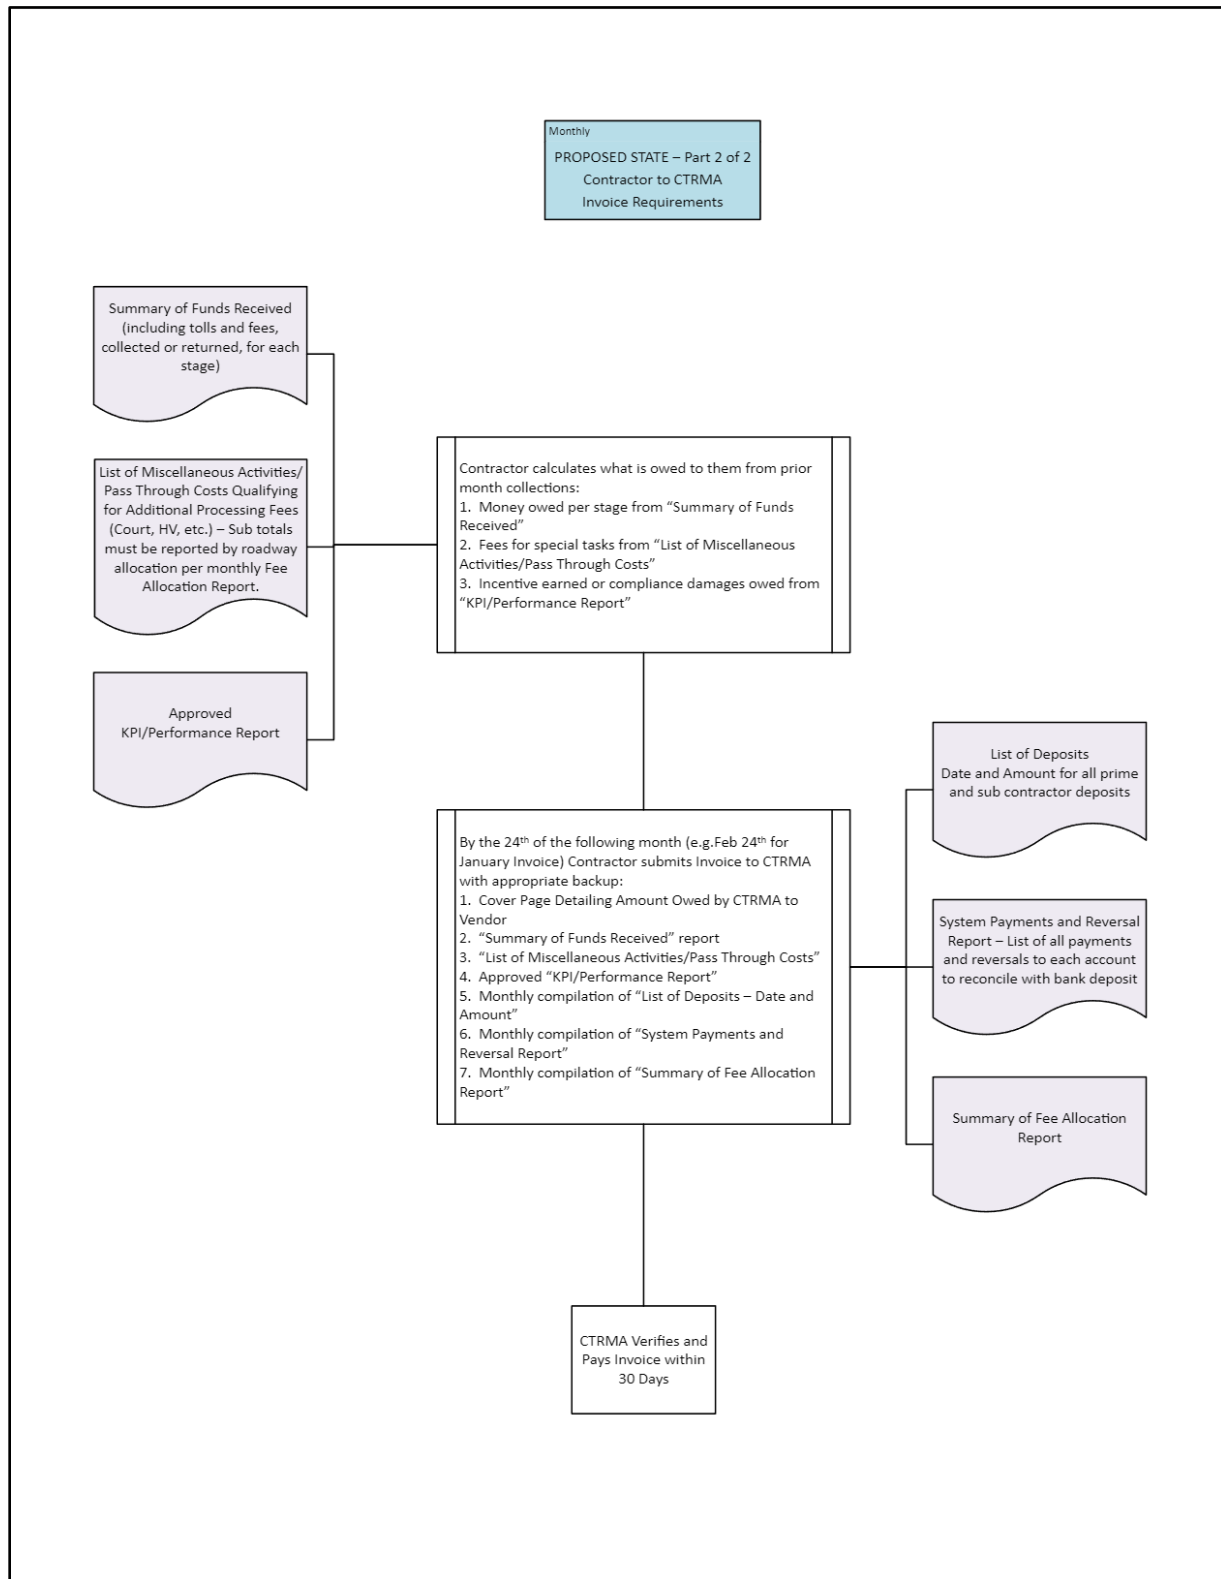 Monthly
PROPOSED STATE – Part 2 of 2
Contractor to CTRMA
Invoice Requirements
Summary of Funds Received
(including tolls and fees,
collected or returned, for each
stage)
List of Miscellaneous Activities/
Pass Through Costs Qualifying
for Additional Processing Fees
(Court, HV, etc.) – Sub totals
must be reported by roadway
allocation per monthly Fee
Allocation Report.
Approved
KPI/Performance Report
Contractor calculates what is owed to them from prior
month collections:
1.  Money owed per stage from “Summary of Funds
Received”
2.  Fees for special tasks from “List of Miscellaneous
Activities/Pass Through Costs”
3.  Incentive earned or compliance damages owed from
“KPI/Performance Report”
By the 24th of the following month (e.g.Feb 24th for
January Invoice) Contractor submits Invoice to CTRMA
with appropriate backup:
1.  Cover Page Detailing Amount Owed by CTRMA to
Vendor
2.  “Summary of Funds Received” report
3.  “List of Miscellaneous Activities/Pass Through Costs”
4.  Approved “KPI/Performance Report”
5.  Monthly compilation of “List of Deposits – Date and
Amount”
6.  Monthly compilation of “System Payments and
Reversal Report”
7.  Monthly compilation of “Summary of Fee Allocation
Report”
List of Deposits
Date and Amount for all prime
and sub contractor deposits
System Payments and Reversal
Report – List of all payments
and reversals to each account
to reconcile with bank deposit
Summary of Fee Allocation
Report
CTRMA Verifies and
Pays Invoice within
30 Days